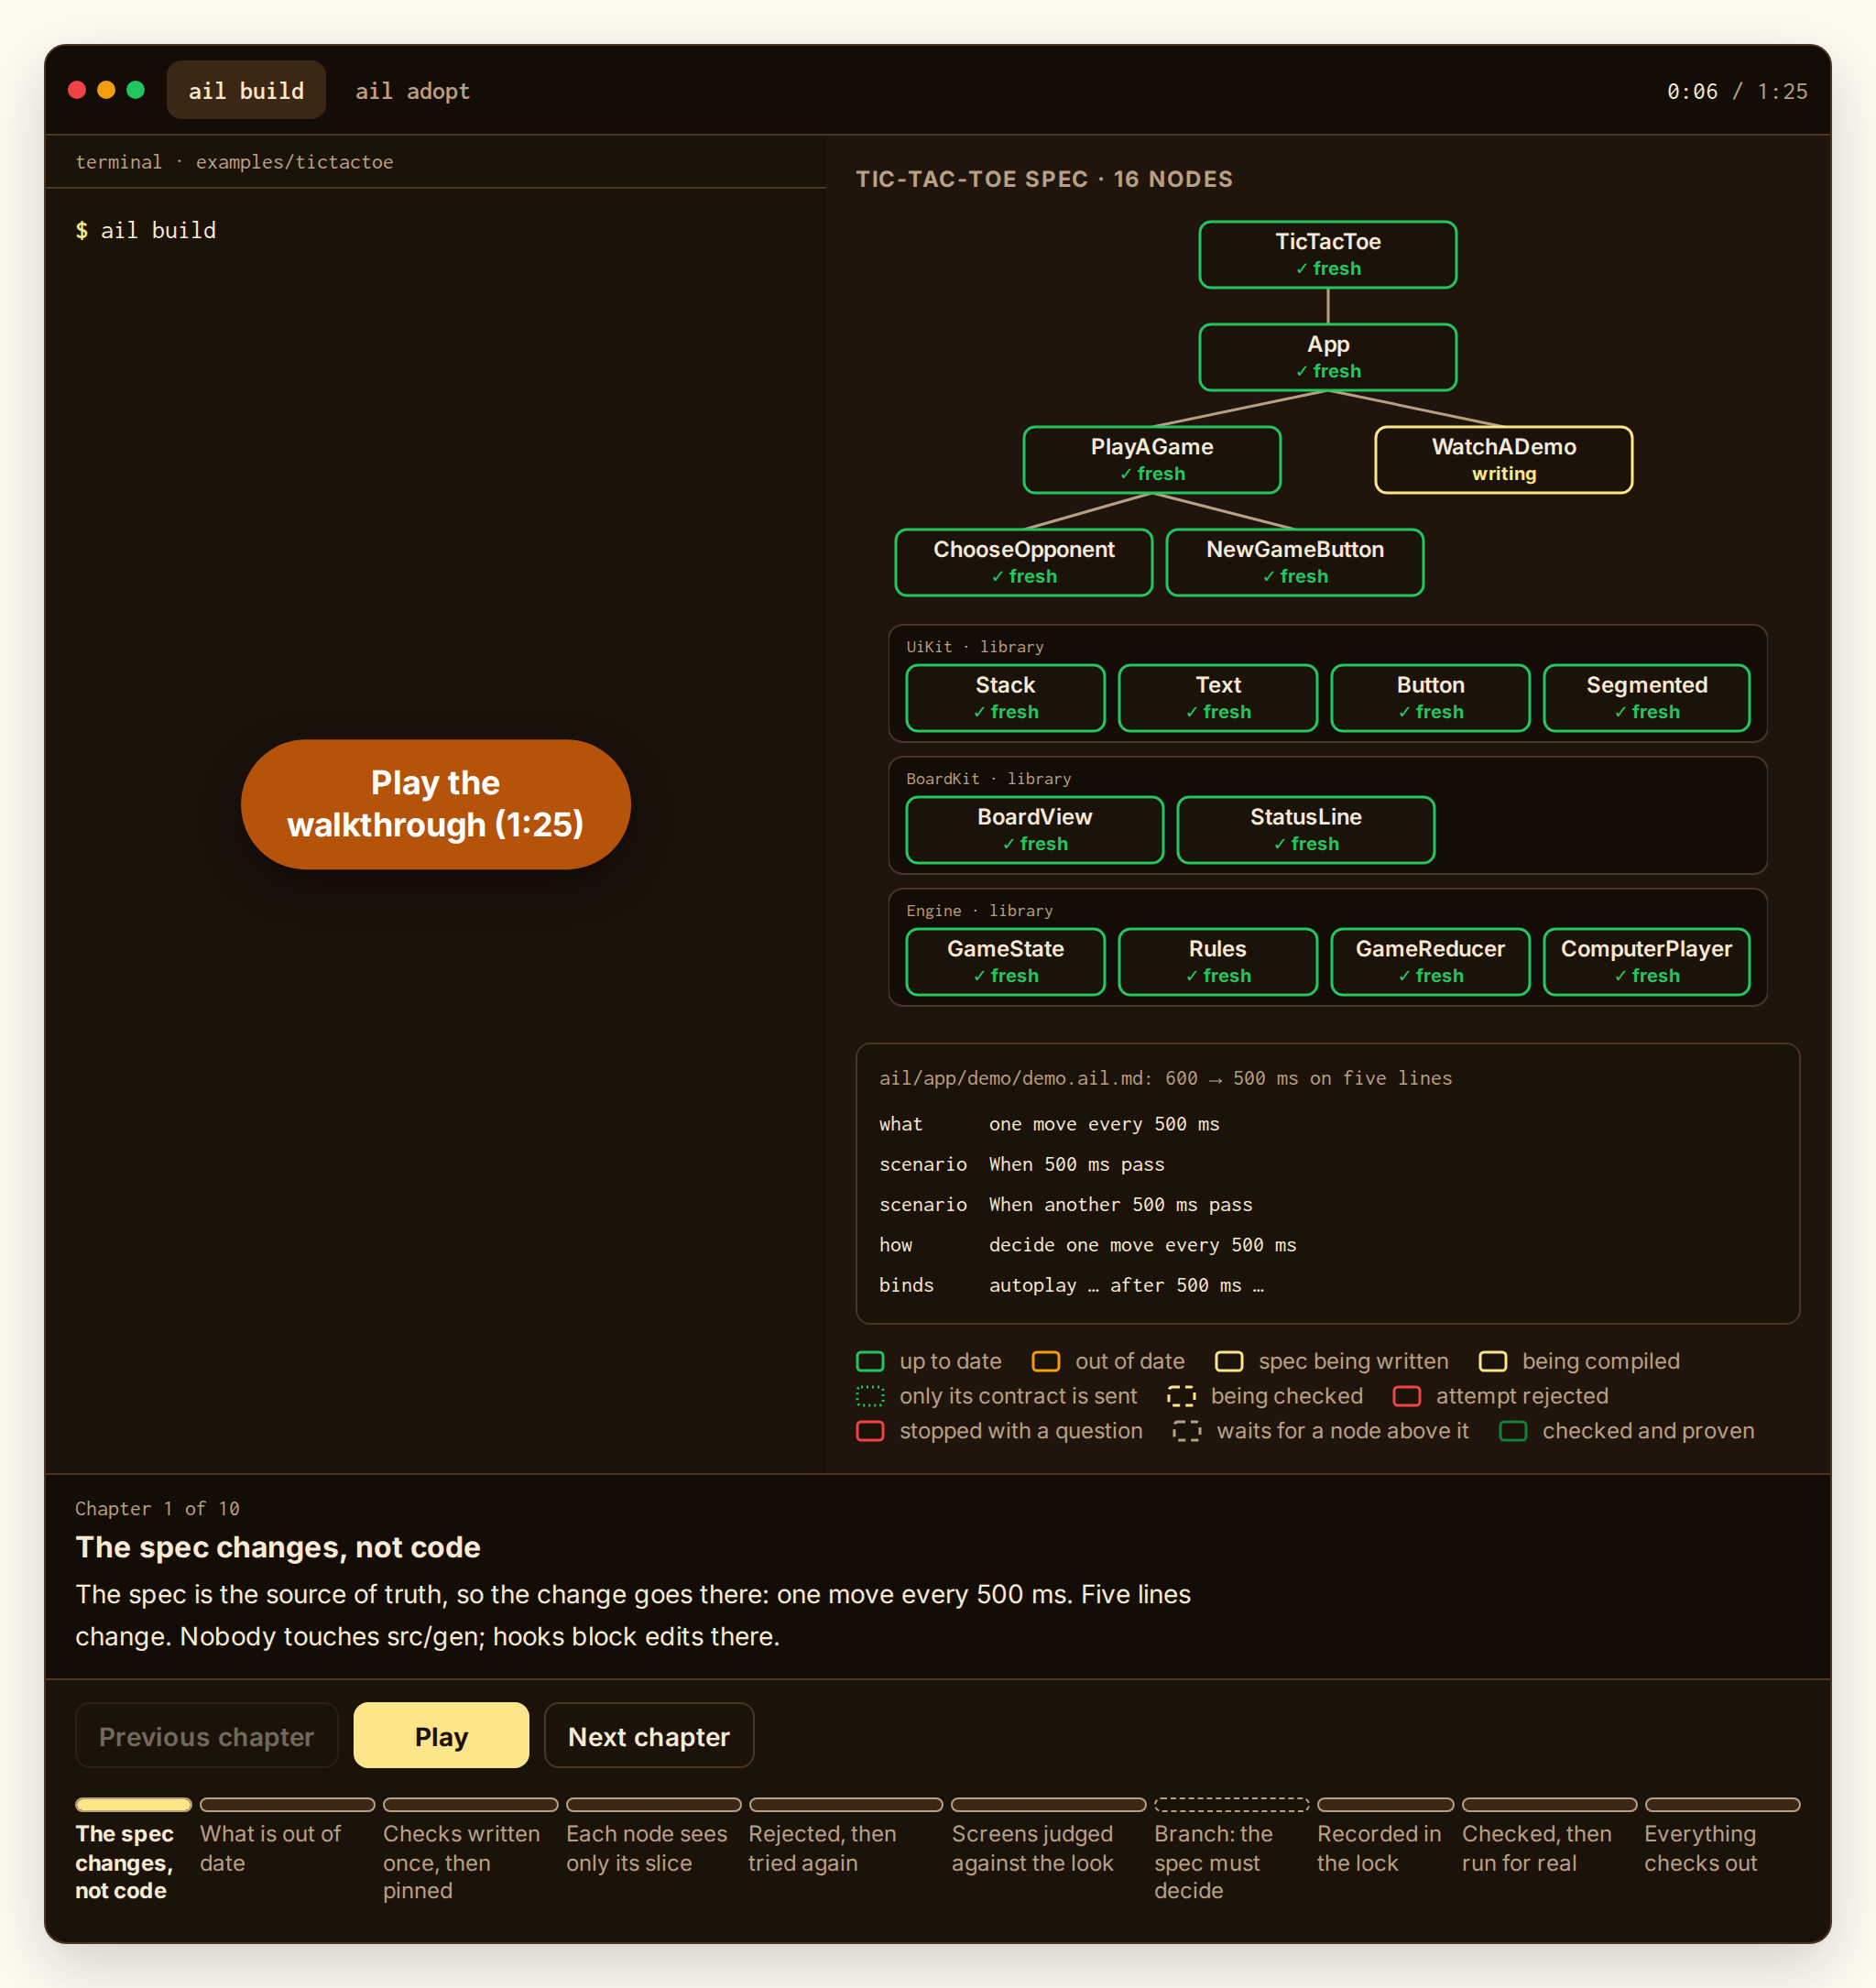 ail build
ail adopt
0:06 / 1:25
terminal · examples/tictactoe
$ ail build
Play the
walkthrough (1:25)
TIC-TAC-TOE SPEC · 16 NODES
TicTacToe
✓ fresh
App
✓ fresh
PlayAGame
✓ fresh
WatchADemo
writing
ChooseOpponent
✓ fresh
NewGameButton
✓ fresh
UiKit · library
Stack
✓ fresh
Text
✓ fresh
Button
✓ fresh
Segmented
✓ fresh
BoardKit · library
BoardView
✓ fresh
StatusLine
✓ fresh
Engine · library
GameState
✓ fresh
Rules
✓ fresh
GameReducer
✓ fresh
ComputerPlayer
✓ fresh
ail/app/demo/demo.ail.md: 600 → 500 ms on five lines
what one move every 500 ms
scenario When 500 ms pass
scenario When another 500 ms pass
how decide one move every 500 ms
binds autoplay … after 500 ms …
up to date out of date spec being written being compiled
only its contract is sent being checked attempt rejected
stopped with a question waits for a node above it checked and proven
Chapter 1 of 10
The spec changes, not code
The spec is the source of truth, so the change goes there: one move every 500 ms. Five lines
change. Nobody touches src/gen; hooks block edits there.
Previous chapter
Play
Next chapter
The spec
changes,
not code
What is out of
date
Checks written
once, then
pinned
Each node sees
only its slice
Rejected, then
tried again
Screens judged
against the look
Branch: the
spec must
decide
Recorded in
the lock
Checked, then
run for real
Everything
checks out